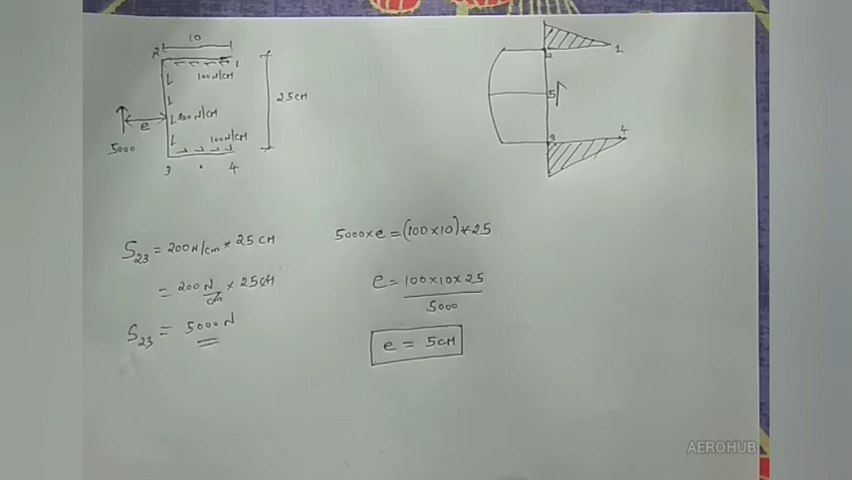 10
2
1
100 N/CM
25 CM
200 N/CM
e
5000
100 N/CM
3
4
1
2
5
3
4
S23 = 200 N/cm * 25 CM
= 200 N/cm × 25 CM
S23 = 5000 N
5000 × e = (100 × 10) * 25
e = 100 × 10 × 25
5000
e = 5 CM
AEROHUB